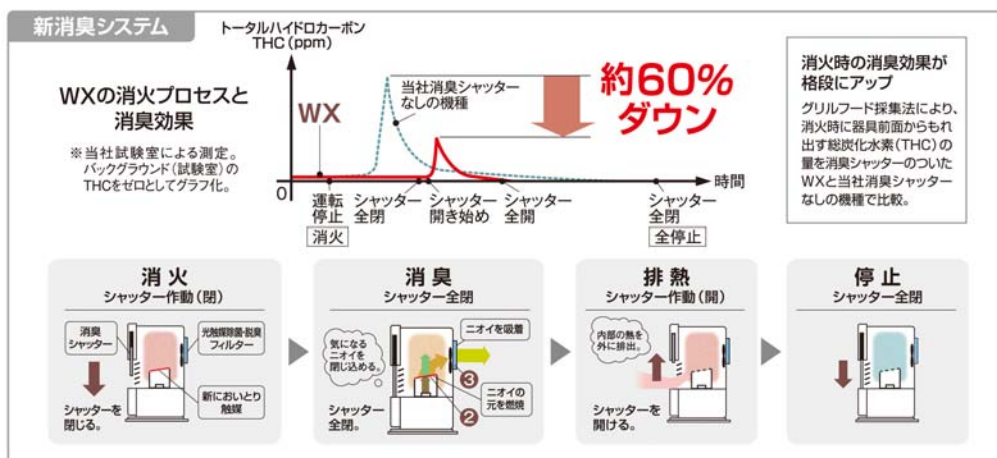 新消臭システム
トータルハイドロカーボン
THC(ppm)
WXの消火プロセスと
消臭効果
※当社試験室による測定。
バックグラウンド(試験室)の
THCをゼロとしてグラフ化。
WX
当社消臭シャッター
なしの機種
約60%
ダウン
0
時間
運転
停止
消火
シャッター
全閉
シャッター
開き始め
シャッター
全開
シャッター
全閉
全停止
消火時の消臭効果が
格段にアップ
グリルフード採集法により、
消火時に器具前面からもれ
出す総炭化水素(THC)の
量を消臭シャッターのついた
WXと当社消臭シャッター
なしの機種で比較。
消火
シャッター作動(閉)
消臭
シャッター
光触媒除菌・脱臭
フィルター
新においとり
触媒
シャッターを
閉じる。
消臭
シャッター全閉
気になる
ニオイを
閉じ込める。
ニオイを吸着
3
ニオイの
元を燃焼
2
シャッター
全閉。
排熱
シャッター作動(開)
内部の熱を
外に排出。
シャッターを
開ける。
停止
シャッター全閉